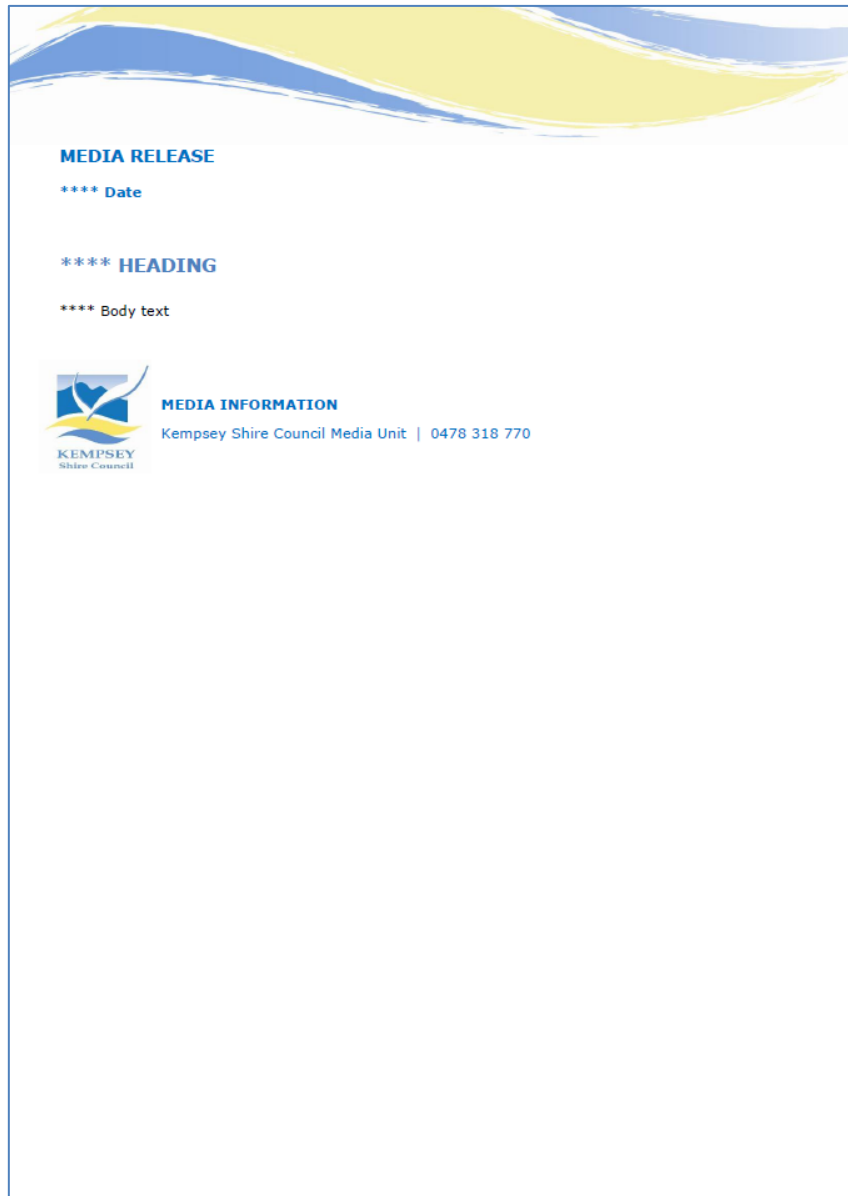 MEDIA RELEASE
**** Date
**** HEADING
**** Body text
MEDIA INFORMATION
Kempsey Shire Council Media Unit | 0478 318 770
KEMPSEY
Shire Council